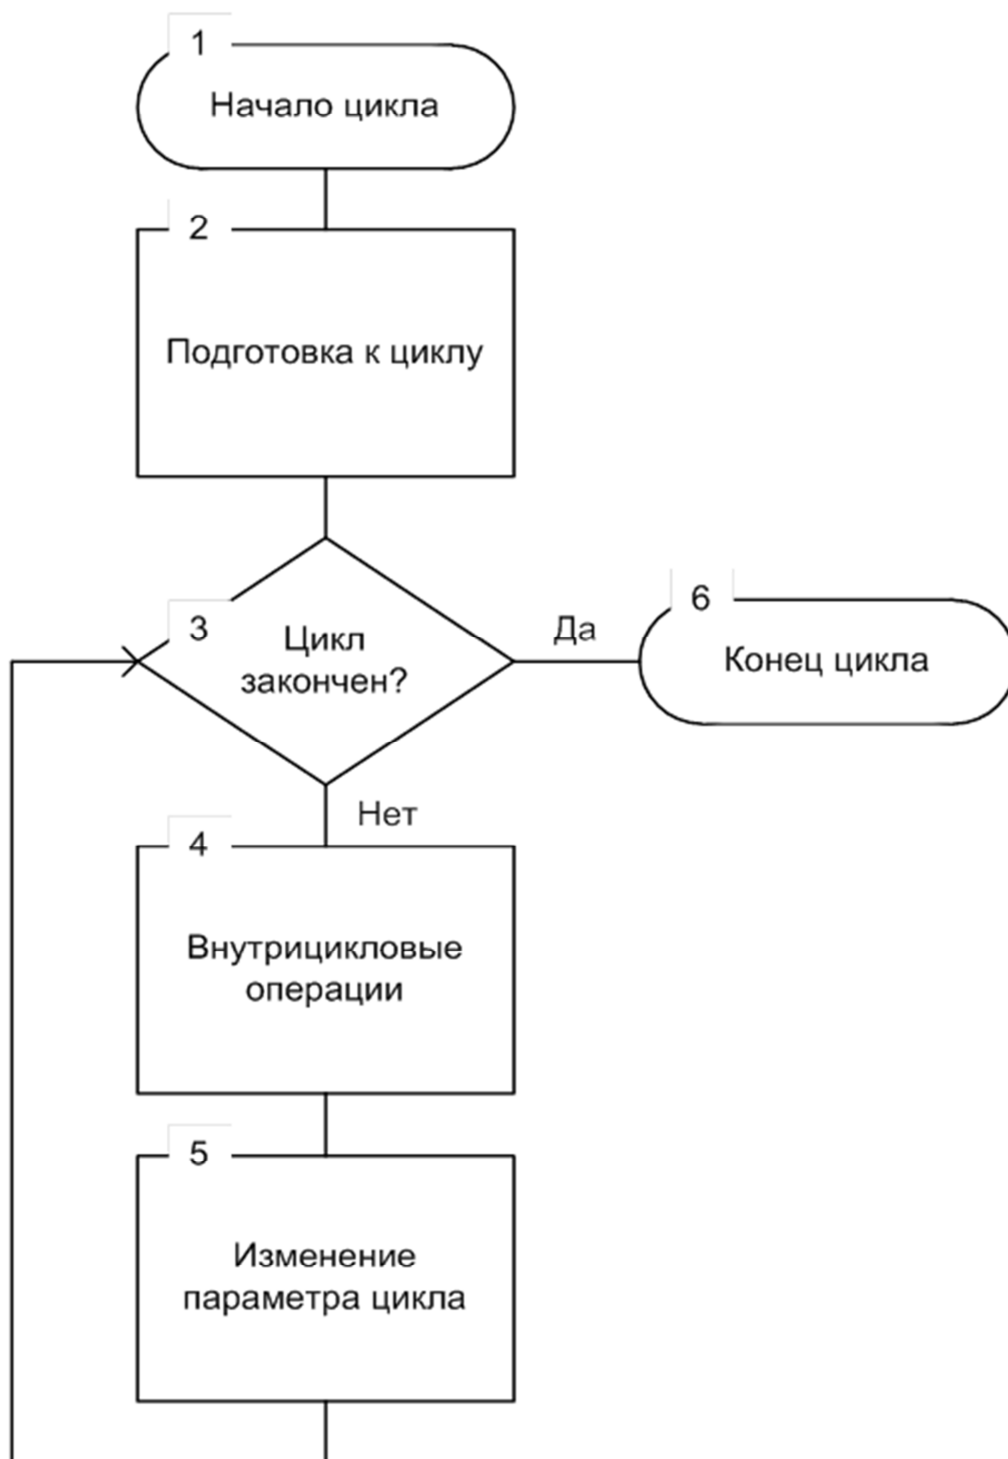 1
Начало цикла
2
Подготовка к циклу
3
Цикл
закончен?
Да
6
Конец цикла
Нет
4
Внутрицикловые
операции
5
Изменение
параметра цикла